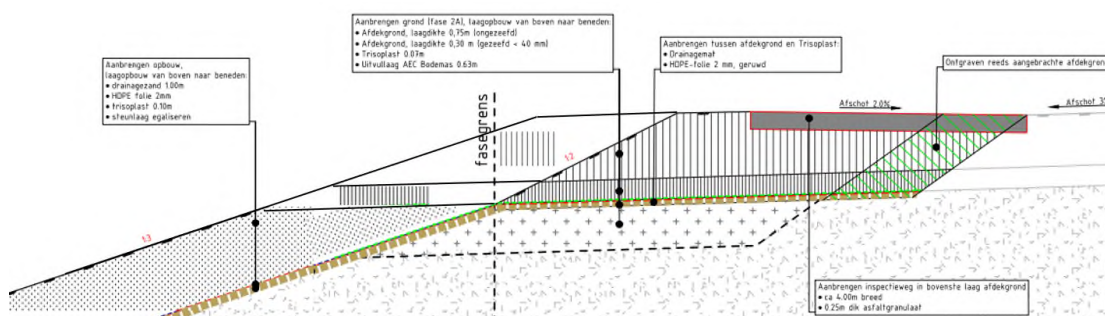 Aanbrengen grond (fase 2A), laagopbouw van boven naar beneden:
● Afdekgrond, laagdikte 0,75m (ongezeefd)
● Afdekgrond, laagdikte 0,30 m (gezeefd < 40 mm)
● Trisoplast 0.07m
● Uitvullaag AEC Bodemas 0.63m
Aanbrengen tussen afdekgrond en Trisoplast:
● Drainagemat
● HDPE-folie 2 mm, geruwd
Ontgraven reeds aangebrachte afdekgrond
Aanbrengen opbouw,
laagopbouw van boven naar beneden:
● drainagezand 1.00m
● HDPE folie 2mm
● trisoplast 0.10m
● steunlaag egaliseren
fasegrens
Afschot 2.0%
Afschot 3%
1:2
1:3
Aanbrengen inspectieweg in bovenste laag afdekgrond
● ca 4.00m breed
● 0.25m dik asfaltgranulaat